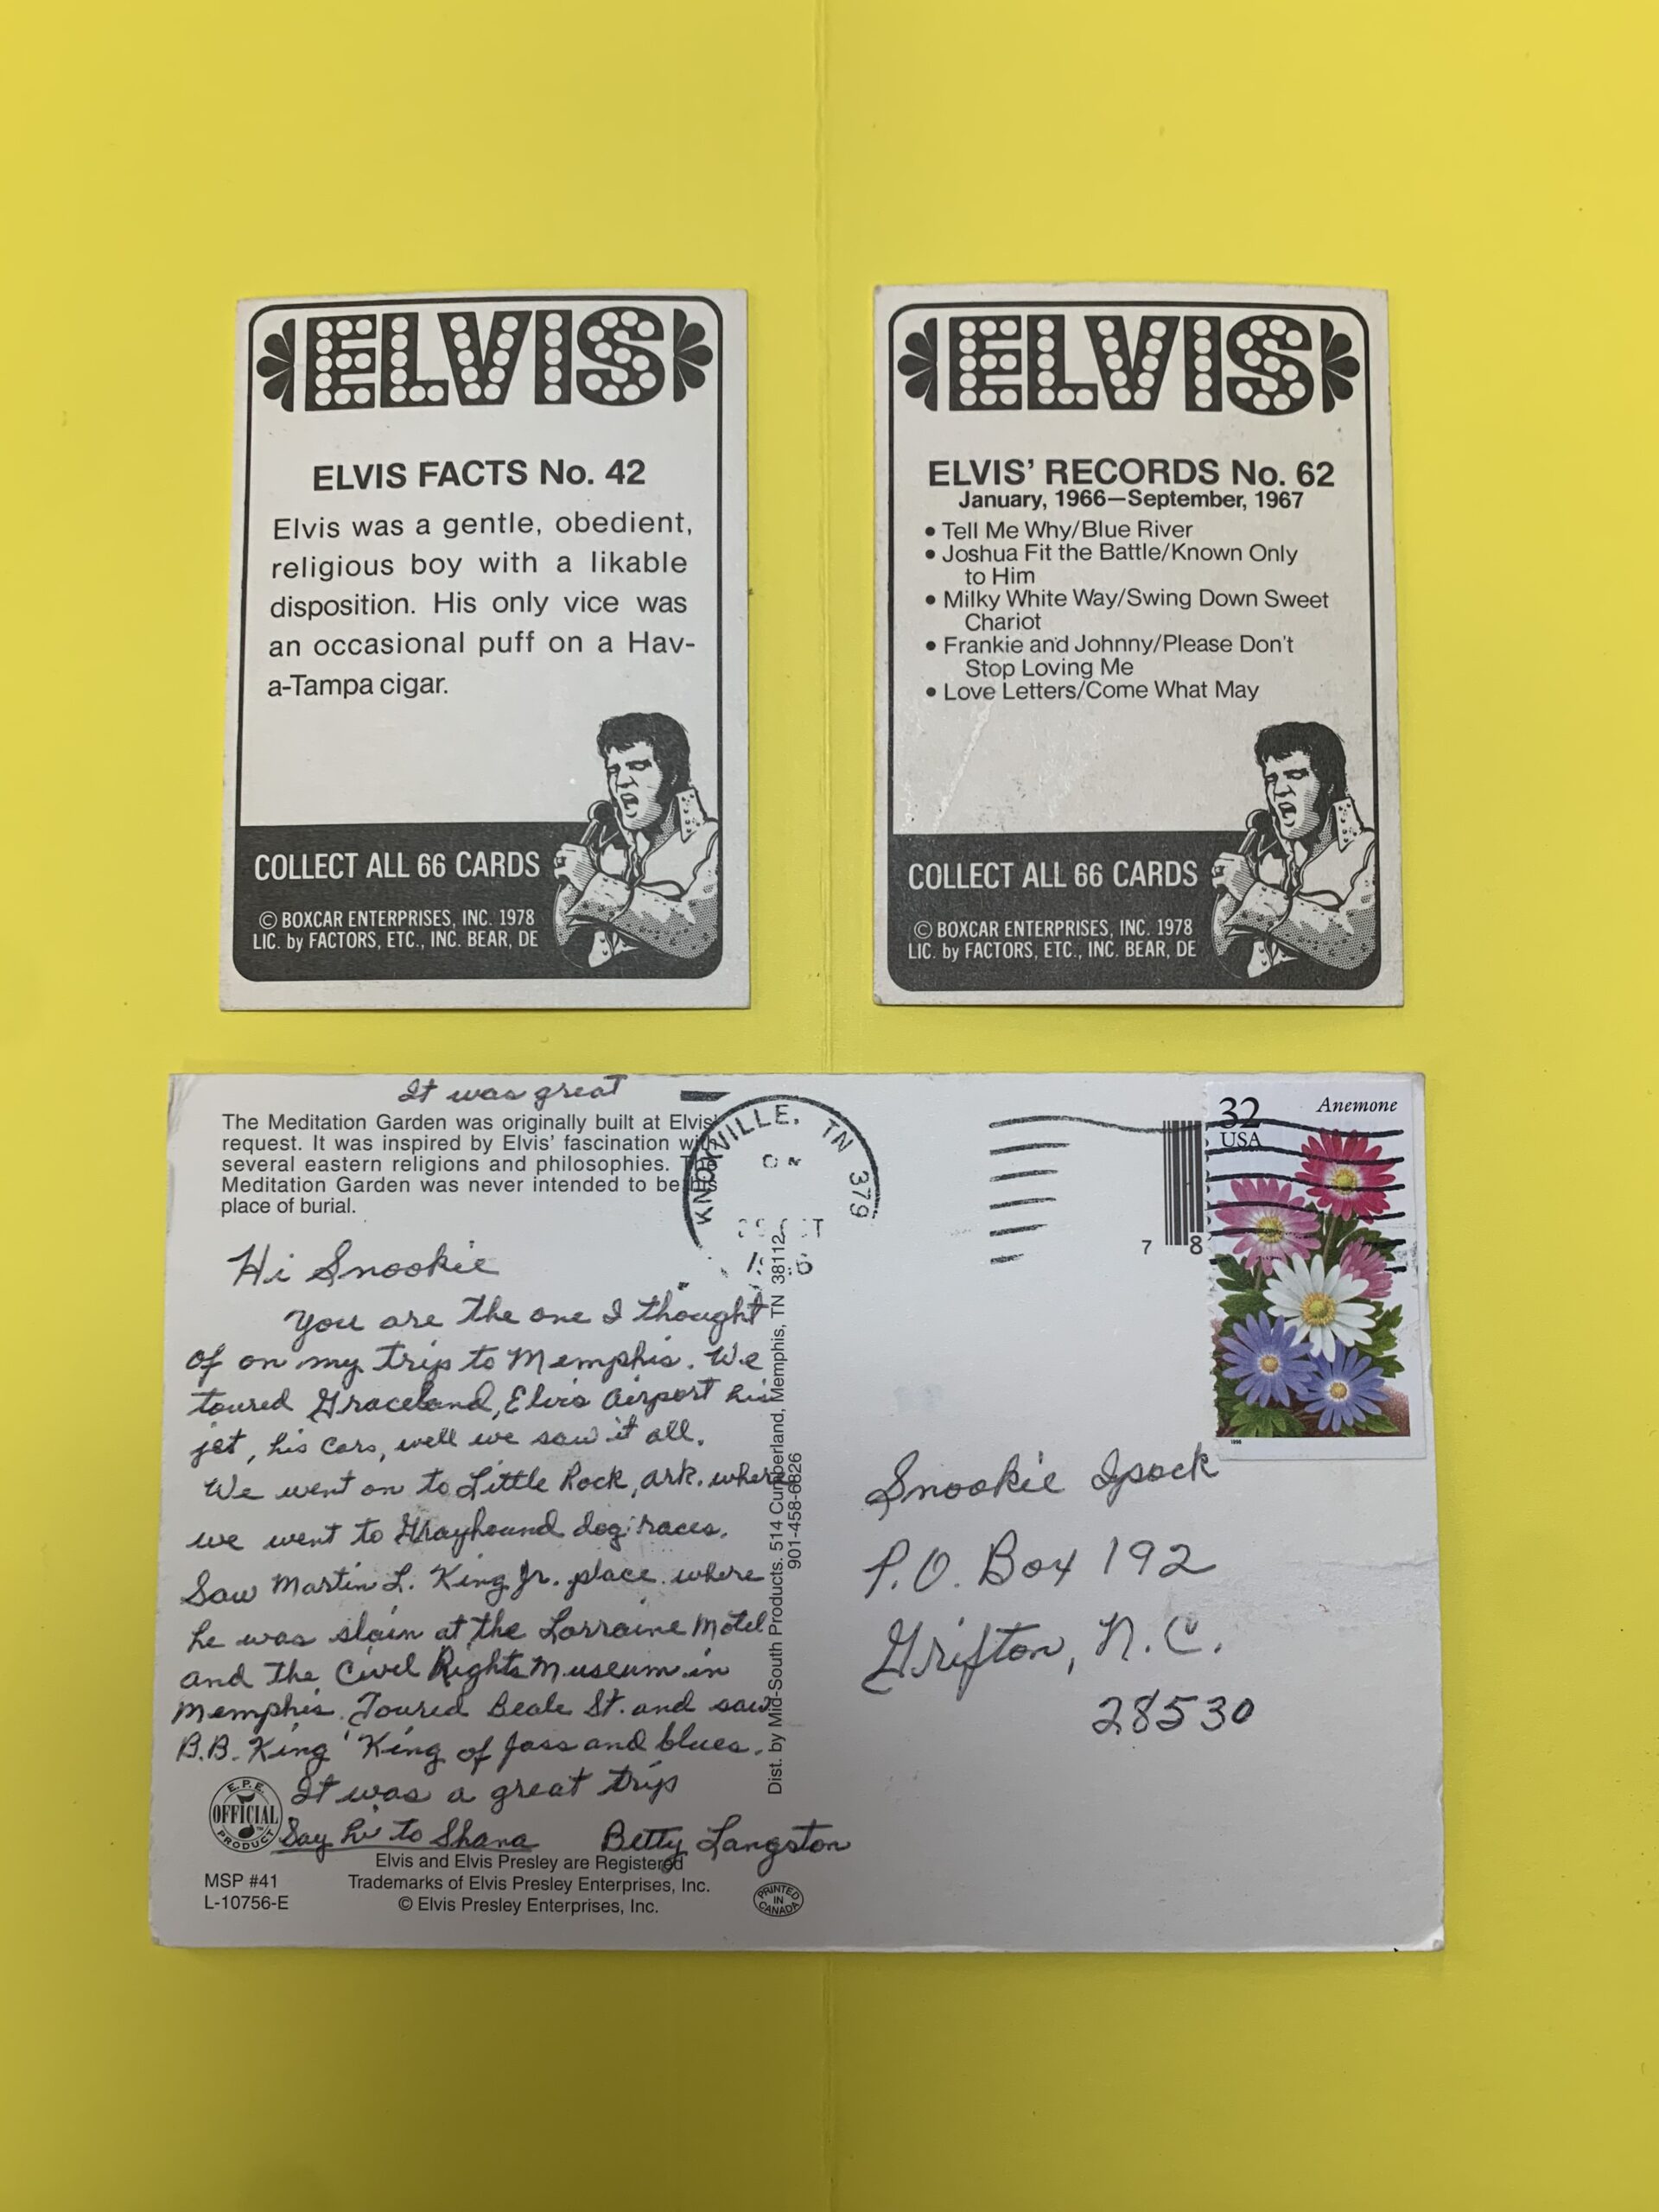 ELVIS
ELVIS FACTS No. 42
Elvis was a gentle, obedient,
religious boy with a likable
disposition. His only vice was
an occasional puff on a Hav-
a-Tampa cigar.
COLLECT ALL 66 CARDS
© BOXCAR ENTERPRISES, INC. 1978
LIC. by FACTORS, ETC., INC. BEAR, DE
ELVIS
ELVIS' RECORDS No. 62
January, 1966—September, 1967
• Tell Me Why/Blue River
• Joshua Fit the Battle/Known Only
to Him
• Milky White Way/Swing Down Sweet
Chariot
• Frankie and Johnny/Please Don't
Stop Loving Me
• Love Letters/Come What May
COLLECT ALL 66 CARDS
© BOXCAR ENTERPRISES, INC. 1978
LIC. by FACTORS, ETC., INC. BEAR, DE
It was great
The Meditation Garden was originally built at Elvis'
request. It was inspired by Elvis' fascination with
several eastern religions and philosophies. The
Meditation Garden was never intended to be his
place of burial.
Hi Snookie
You are the one I thought
of on my trip to Memphis. We
toured Graceland, Elvis Airport his
jet, his cars, well we saw it all.
We went on to Little Rock, Ark. where
we went to Grayhound dog races.
Saw Martin L. King Jr. place where
he was slain at the Lorraine Motel
and the Civil Rights Museum in
Memphis. Toured Beale St. and saw
B.B. King 'King of Jass and blues.
It was a great trip
Say hi to Shana Betty Langston
E.P.E.
OFFICIAL
PRODUCT
Elvis and Elvis Presley are Registered
Trademarks of Elvis Presley Enterprises, Inc.
© Elvis Presley Enterprises, Inc.
MSP #41
L-10756-E
PRINTED
IN
CANADA
Dist. by Mid-South Products. 514 Cumberland, Memphis, TN 38112
901-458-6826
KNOXVILLE, TN 379
7 8
32
USA
Anemone
1996
Snookie Ipock
P.O. Box 192
Grifton, N.C.
28530